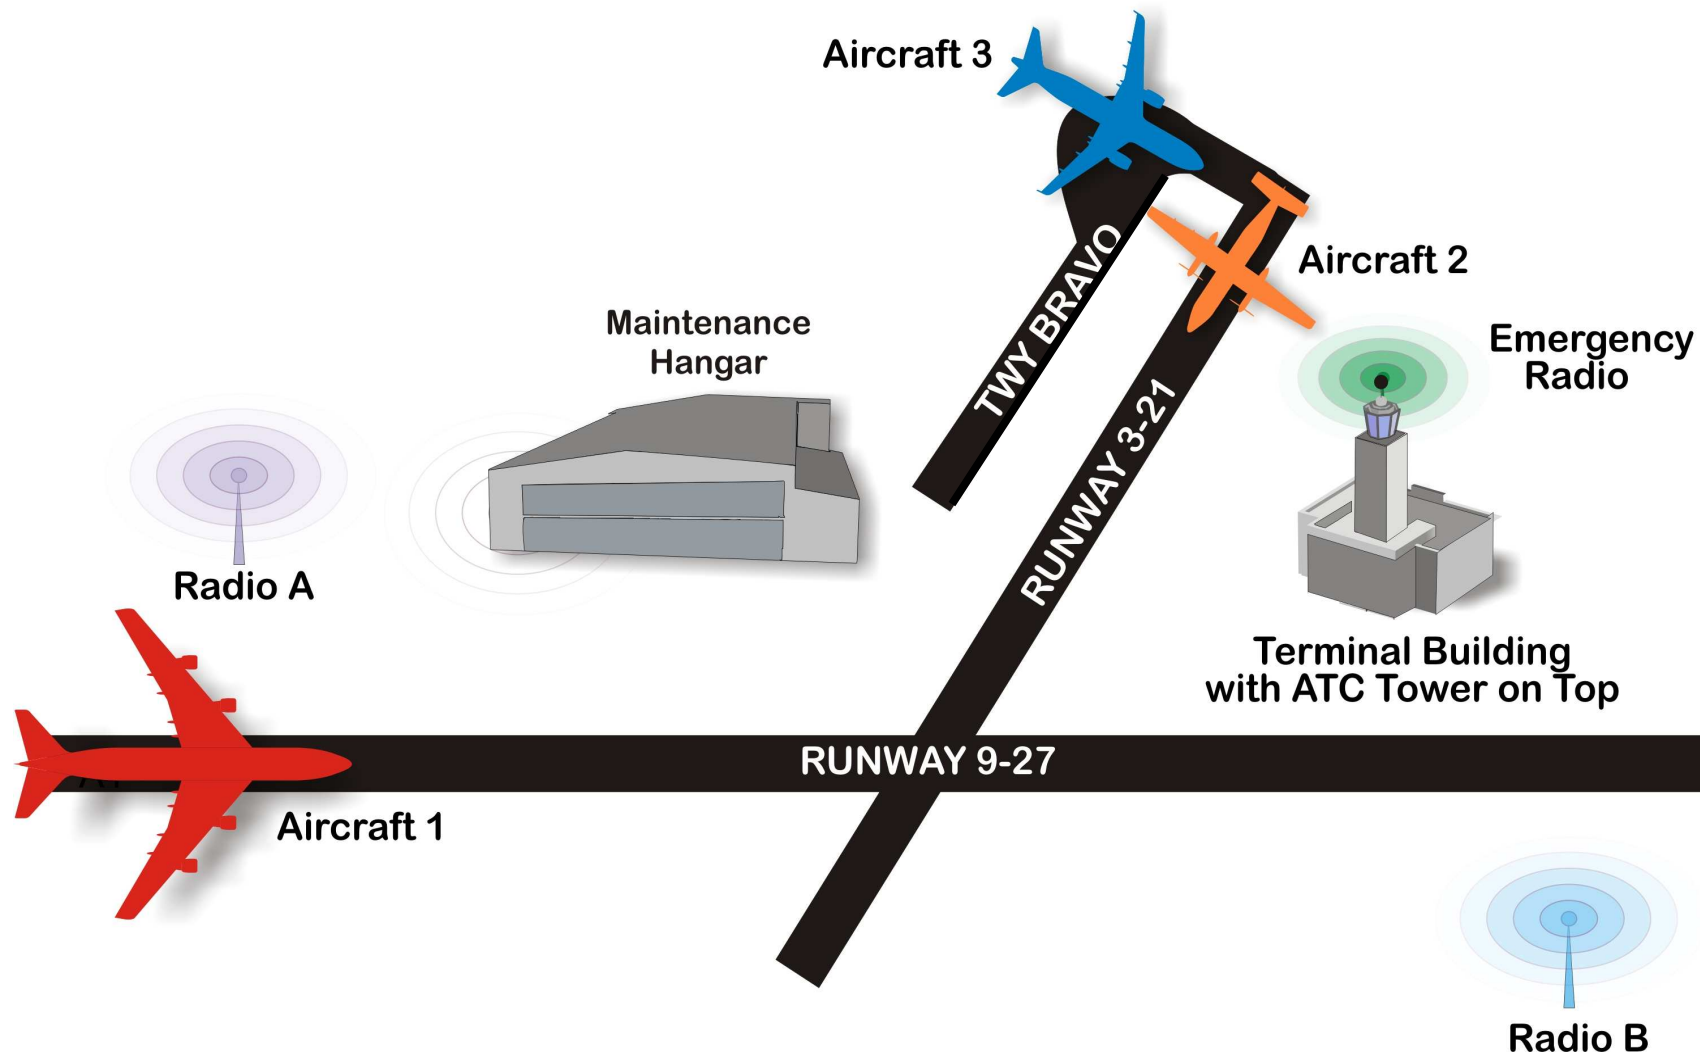 Aircraft 3
Aircraft 2
TWY BRAVO
Maintenance
Hangar
Emergency
Radio
RUNWAY 3-21
Radio A
Terminal Building
with ATC Tower on Top
RUNWAY 9-27
Aircraft 1
Radio B